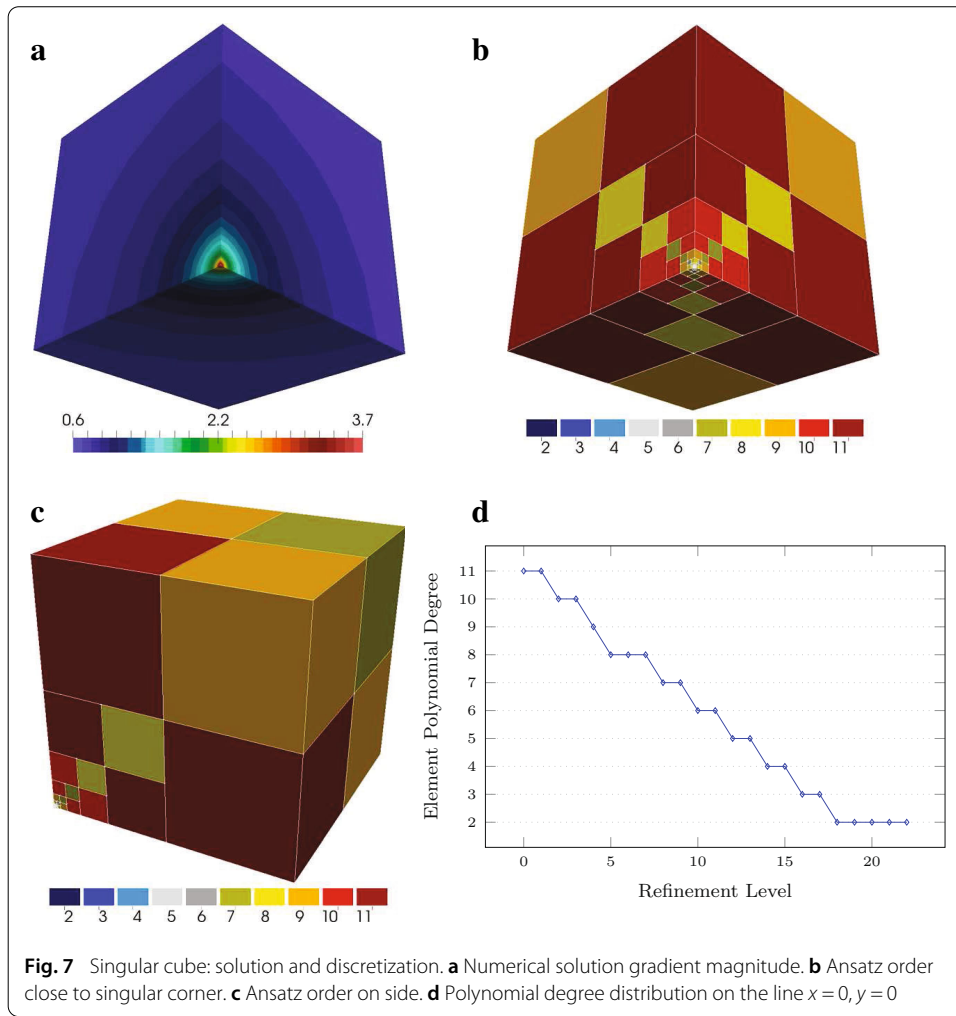 a
b
0.6 2.2 3.7
2 3 4 5 6 7 8 9 10 11
c
d
2 3 4 5 6 7 8 9 10 11
Element Polynomial Degree
11
10
9
8
7
6
5
4
3
2
0 5 10 15 20
Refinement Level
Fig. 7 Singular cube: solution and discretization. a Numerical solution gradient magnitude. b Ansatz order
close to singular corner. c Ansatz order on side. d Polynomial degree distribution on the line x = 0, y = 0